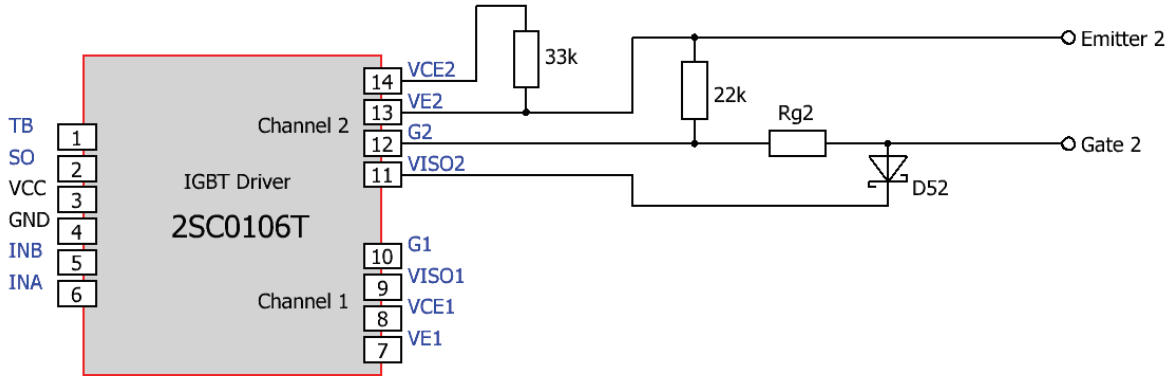 TB
SO
VCC
GND
INB
INA
1
2
3
4
5
6
Channel 2
IGBT Driver
2SC0106T
Channel 1
14
13
12
11
10
9
8
7
VCE2
VE2
G2
VISO2
G1
VISO1
VCE1
VE1
33k
22k
Rg2
D52
Emitter 2
Gate 2